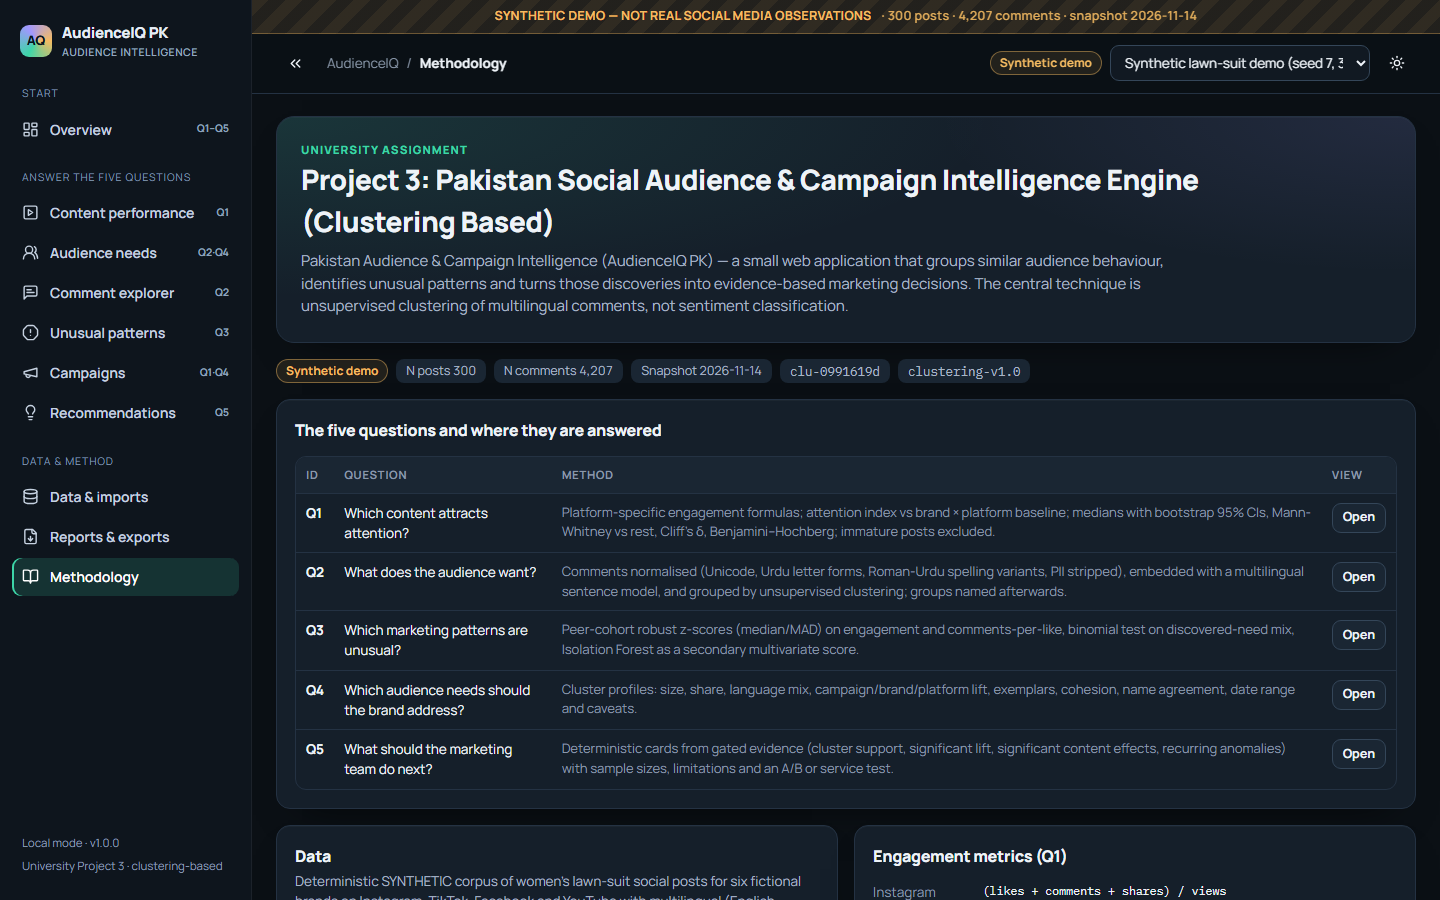 SYNTHETIC DEMO — NOT REAL SOCIAL MEDIA OBSERVATIONS · 300 posts · 4,207 comments · snapshot 2026-11-14
AQ
AudienceIQ PK
AUDIENCE INTELLIGENCE
START
Overview Q1–Q5
ANSWER THE FIVE QUESTIONS
Content performance Q1
Audience needs Q2·Q4
Comment explorer Q2
Unusual patterns Q3
Campaigns Q1·Q4
Recommendations Q5
DATA & METHOD
Data & imports
Reports & exports
Methodology
Local mode · v1.0.0
University Project 3 · clustering-based
« AudienceIQ / Methodology
Synthetic demo
Synthetic lawn-suit demo (seed 7, 3
UNIVERSITY ASSIGNMENT
Project 3: Pakistan Social Audience & Campaign Intelligence Engine
(Clustering Based)
Pakistan Audience & Campaign Intelligence (AudienceIQ PK) — a small web application that groups similar audience behaviour,
identifies unusual patterns and turns those discoveries into evidence-based marketing decisions. The central technique is
unsupervised clustering of multilingual comments, not sentiment classification.
Synthetic demo N posts 300 N comments 4,207 Snapshot 2026-11-14 clu-0991619d clustering-v1.0
The five questions and where they are answered
ID QUESTION METHOD VIEW
Q1 Which content attracts attention? Platform-specific engagement formulas; attention index vs brand × platform baseline; medians with bootstrap 95% CIs, Mann-
Whitney vs rest, Cliff's δ, Benjamini–Hochberg; immature posts excluded. Open
Q2 What does the audience want? Comments normalised (Unicode, Urdu letter forms, Roman-Urdu spelling variants, PII stripped), embedded with a multilingual
sentence model, and grouped by unsupervised clustering; groups named afterwards. Open
Q3 Which marketing patterns are unusual? Peer-cohort robust z-scores (median/MAD) on engagement and comments-per-like, binomial test on discovered-need mix,
Isolation Forest as a secondary multivariate score. Open
Q4 Which audience needs should the brand address? Cluster profiles: size, share, language mix, campaign/brand/platform lift, exemplars, cohesion, name agreement, date range
and caveats. Open
Q5 What should the marketing team do next? Deterministic cards from gated evidence (cluster support, significant lift, significant content effects, recurring anomalies)
with sample sizes, limitations and an A/B or service test. Open
Data
Deterministic SYNTHETIC corpus of women's lawn-suit social posts for six fictional
brands on Instagram, TikTok, Facebook and YouTube with multilingual (English,
Engagement metrics (Q1)
Instagram (likes + comments + shares) / views